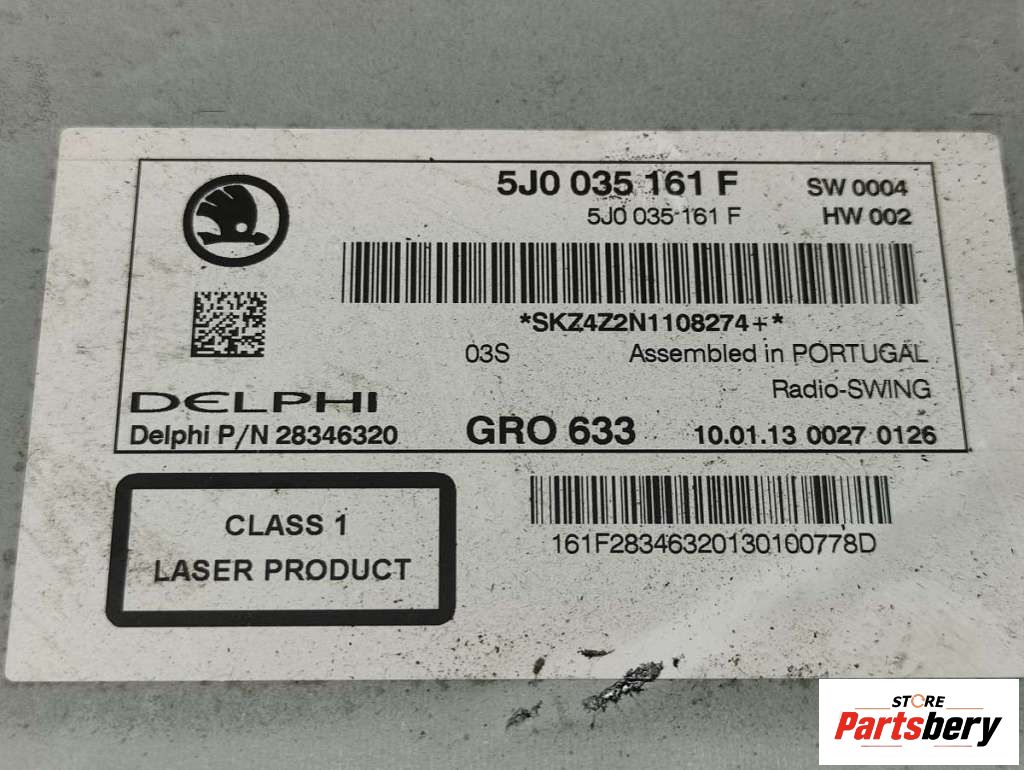 5J0 035 161 F SW 0004
5J0 035 161 F HW 002
*SKZ4Z2N1108274+*
03S Assembled in PORTUGAL
Radio-SWING
DELPHI
Delphi P/N 28346320 GRO 633 10.01.13 0027 0126
CLASS 1
LASER PRODUCT
161F28346320130100778D
STORE
Partsbery